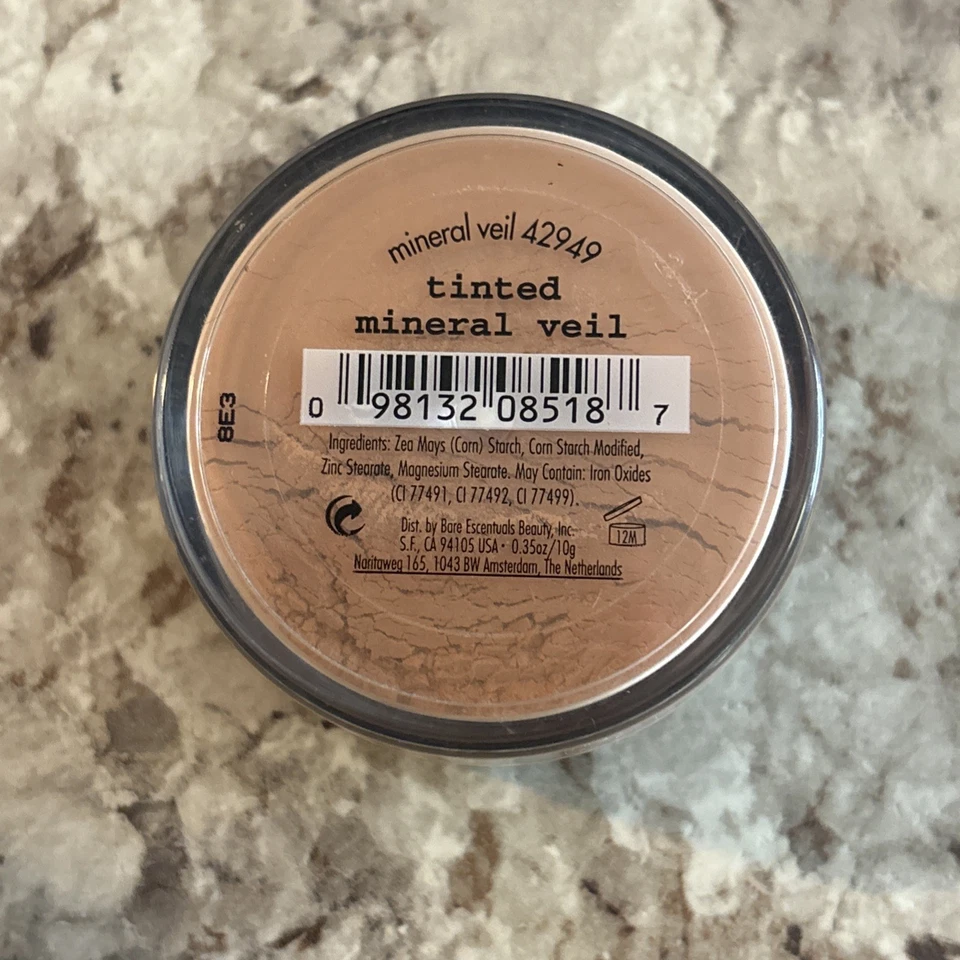 mineral veil 42949
tinted
mineral veil
0 98132 08518 7
8E3
Ingredients: Zea Mays (Corn) Starch, Corn Starch Modified,
Zinc Stearate, Magnesium Stearate. May Contain: Iron Oxides
(CI 77491, CI 77492, CI 77499).
Dist. by Bare Escentuals Beauty, Inc.
S.F., CA 94105 USA • 0.35oz/10g
Naritaweg 165, 1043 BW Amsterdam, The Netherlands
12M